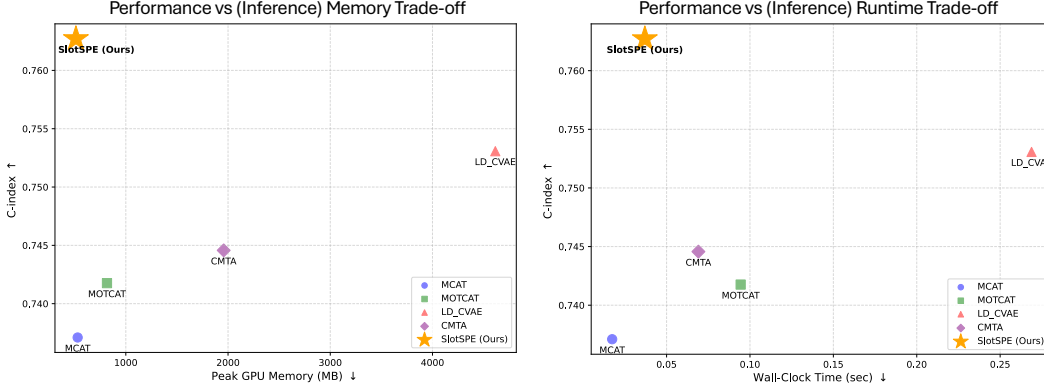 Performance vs (Inference) Memory Trade-off
C-index ↑
0.760
0.755
0.750
0.745
0.740
SlotSPE (Ours)
LD_CVAE
CMTA
MOTCAT
MCAT
MCAT
MOTCAT
LD_CVAE
CMTA
SlotSPE (Ours)
1000
2000
3000
4000
Peak GPU Memory (MB) ↓
Performance vs (Inference) Runtime Trade-off
C-index ↑
0.760
0.755
0.750
0.745
0.740
SlotSPE (Ours)
LD_CVA
CMTA
MOTCAT
MCAT
MCAT
MOTCAT
LD_CVAE
CMTA
SlotSPE (Ours)
0.05
0.10
0.15
0.20
0.25
Wall-Clock Time (sec) ↓